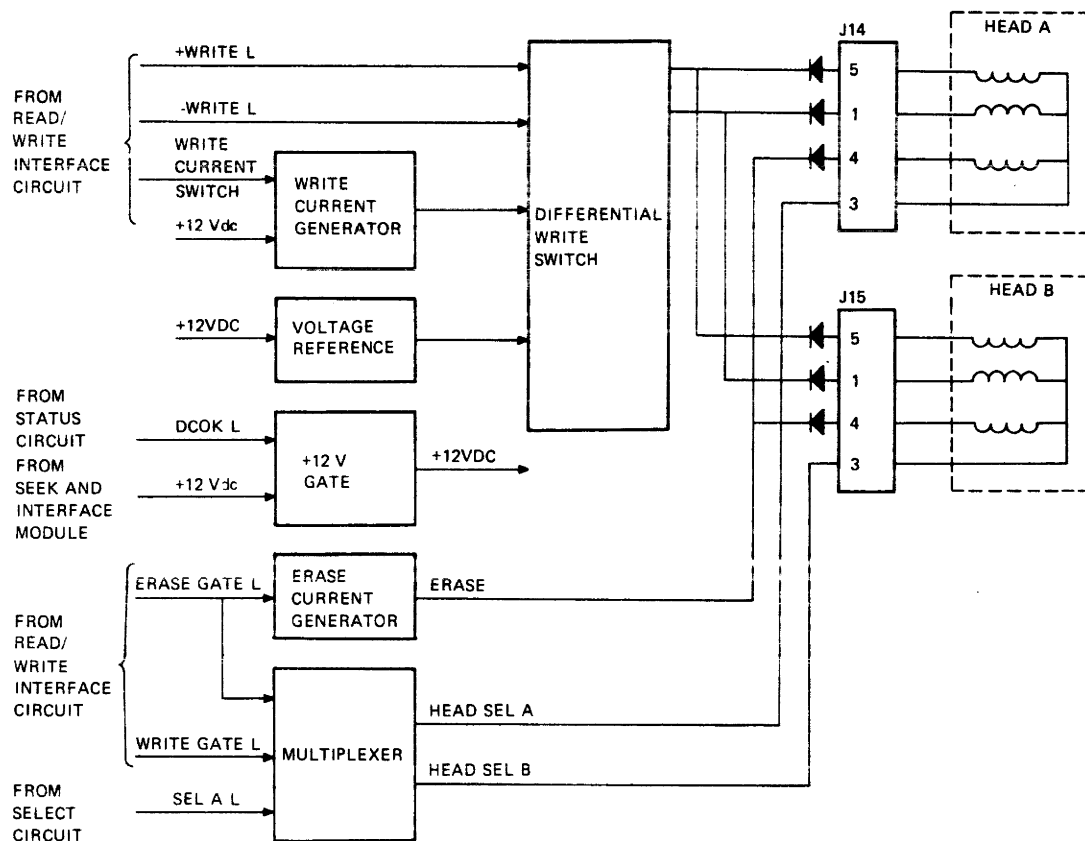 +WRITE L
FROM
READ/
WRITE
INTERFACE
CIRCUIT
-WRITE L
WRITE
CURRENT
SWITCH
+12 Vdc
WRITE
CURRENT
GENERATOR
DIFFERENTIAL
WRITE
SWITCH
+12VDC
VOLTAGE
REFERENCE
FROM
STATUS
CIRCUIT
DCOK L
FROM
SEEK AND
INTERFACE
MODULE
+12 Vdc
+12 V
GATE
+12VDC
FROM
READ/
WRITE
INTERFACE
CIRCUIT
ERASE GATE L
ERASE
CURRENT
GENERATOR
ERASE
WRITE GATE L
MULTIPLEXER
HEAD SEL A
HEAD SEL B
FROM
SELECT
CIRCUIT
SEL A L
J14
5
1
4
3
HEAD A
J15
5
1
4
3
HEAD B